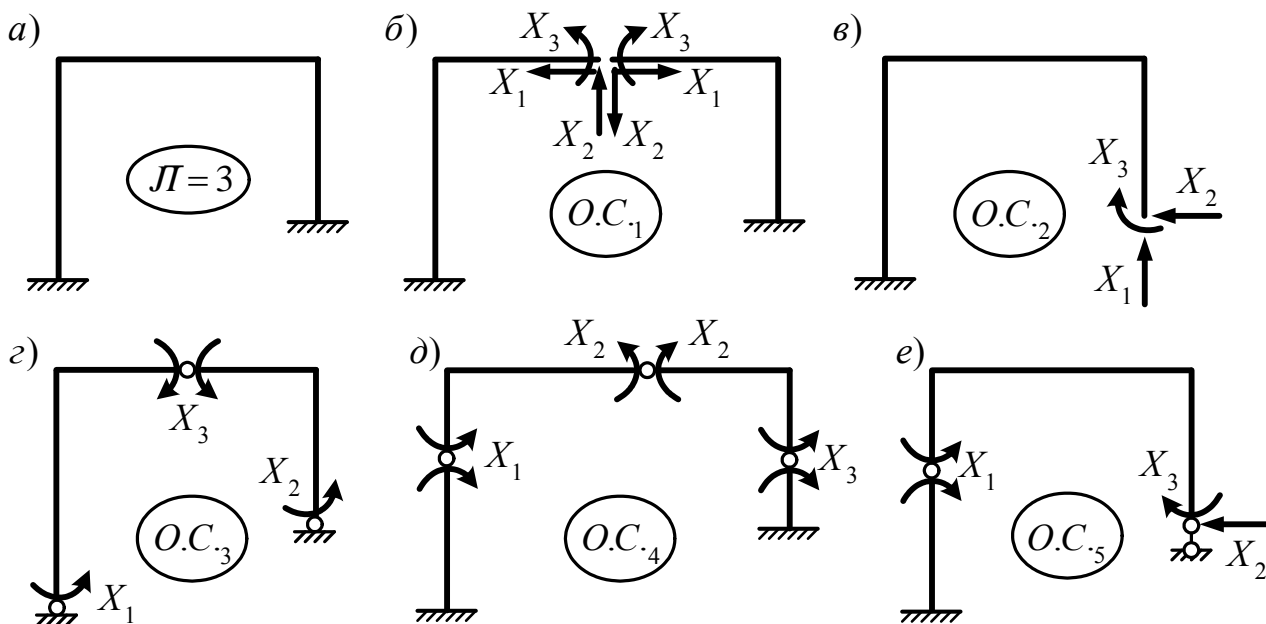 а)
Л = 3
б)
X₃
X₃
X₁
X₁
X₂
X₂
О.С.₁
в)
X₃
X₂
X₁
О.С.₂
г)
X₃
X₂
X₁
О.С.₃
д)
X₂
X₂
X₁
X₃
О.С.₄
е)
X₁
X₃
X₂
О.С.₅